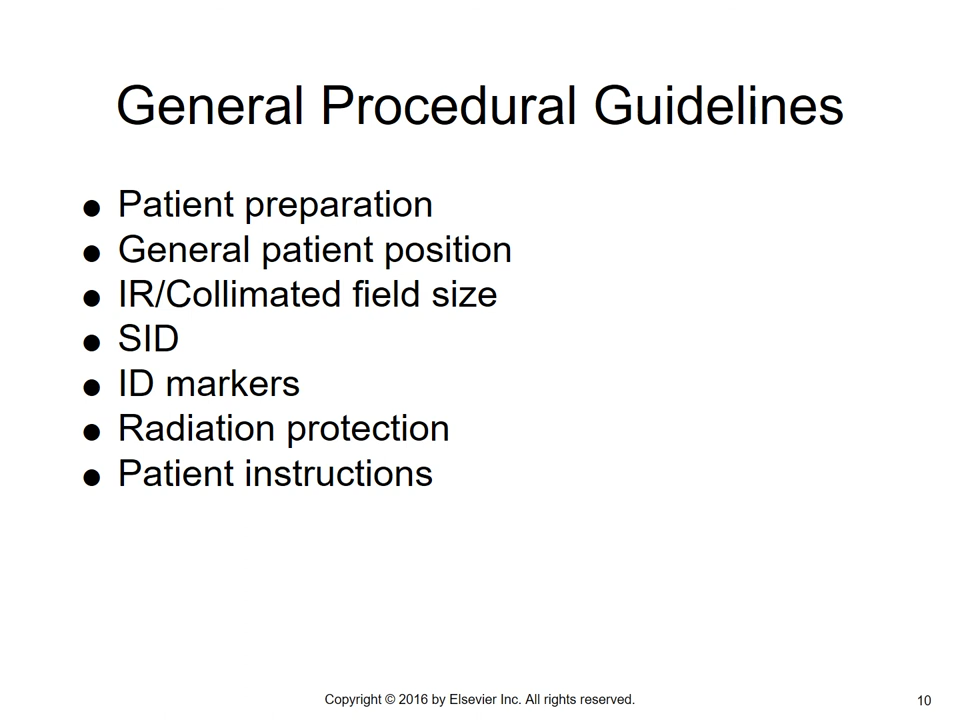 General Procedural Guidelines
● Patient preparation
● General patient position
● IR/Collimated field size
● SID
● ID markers
● Radiation protection
● Patient instructions
Copyright © 2016 by Elsevier Inc. All rights reserved.
10